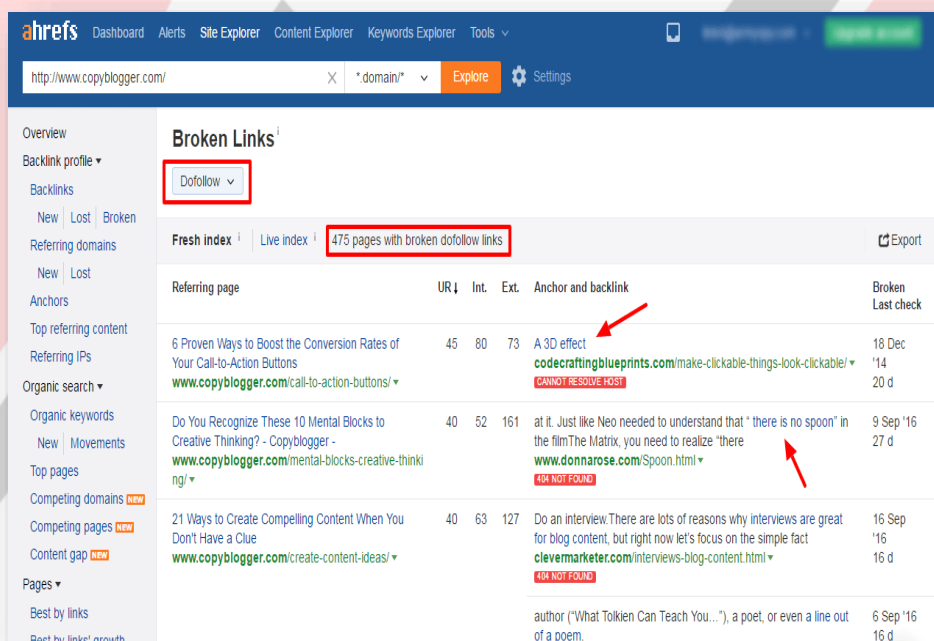 ahrefs Dashboard Alerts Site Explorer Content Explorer Keywords Explorer Tools
http://www.copyblogger.com/ *.domain/* Explore Settings
Overview
Backlink profile
Backlinks
New Lost Broken
Referring domains
New Lost
Anchors
Top referring content
Referring IPs
Organic search
Organic keywords
New Movements
Top pages
Competing domains NEW
Competing pages NEW
Content gap NEW
Pages
Best by links
Best by links' growth
Broken Links i
Dofollow
Fresh index i Live index i 475 pages with broken dofollow links Export
Referring page UR↓ Int. Ext. Anchor and backlink Broken
Last check
6 Proven Ways to Boost the Conversion Rates of 45 80 73 A 3D effect 18 Dec
Your Call-to-Action Buttons codecraftingblueprints.com/make-clickable-things-look-clickable/ '14
www.copyblogger.com/call-to-action-buttons/ CANNOT RESOLVE HOST 20 d
Do You Recognize These 10 Mental Blocks to 40 52 161 at it. Just like Neo needed to understand that “ there is no spoon” in 9 Sep '16
Creative Thinking? - Copyblogger - the filmThe Matrix, you need to realize “there 27 d
www.copyblogger.com/mental-blocks-creative-thinki www.donnarose.com/Spoon.html
ng/ 404 NOT FOUND
21 Ways to Create Compelling Content When You 40 63 127 Do an interview.There are lots of reasons why interviews are great 16 Sep
Don't Have a Clue for blog content, but right now let's focus on the simple fact '16
www.copyblogger.com/create-content-ideas/ clevermarketer.com/interviews-blog-content.html 16 d
404 NOT FOUND
author (“What Tolkien Can Teach You...”), a poet, or even a line out 6 Sep '16
of a poem. 16 d